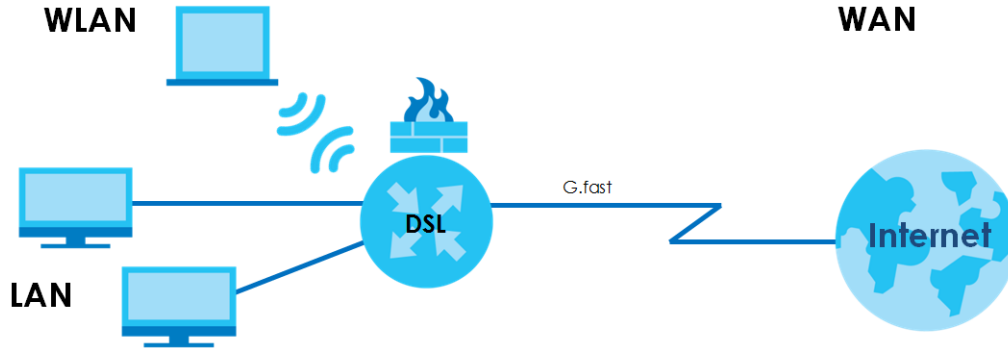 WLAN
WAN
G.fast
DSL
Internet
LAN